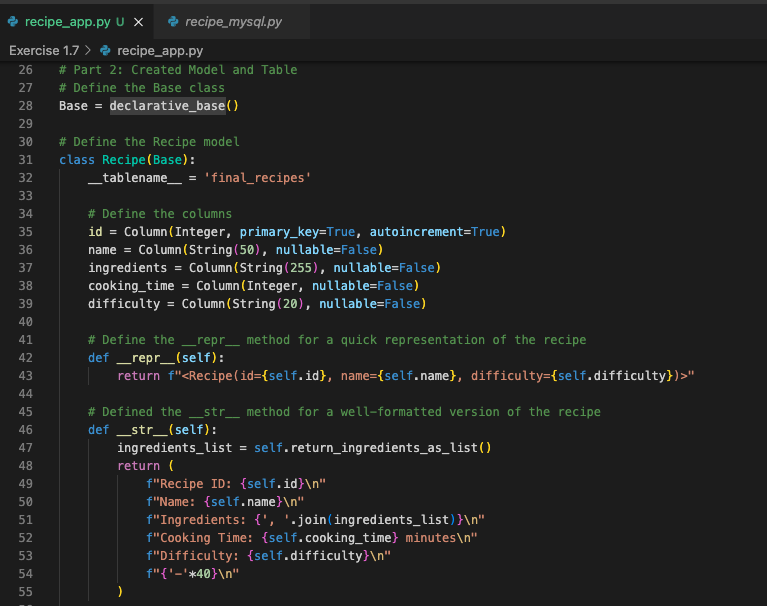 recipe_app.py U × recipe_mysql.py
Exercise 1.7 > recipe_app.py
26 # Part 2: Created Model and Table
27 # Define the Base class
28 Base = declarative_base()
29
30 # Define the Recipe model
31 class Recipe(Base):
32     __tablename__ = 'final_recipes'
33
34     # Define the columns
35     id = Column(Integer, primary_key=True, autoincrement=True)
36     name = Column(String(50), nullable=False)
37     ingredients = Column(String(255), nullable=False)
38     cooking_time = Column(Integer, nullable=False)
39     difficulty = Column(String(20), nullable=False)
40
41     # Define the __repr__ method for a quick representation of the recipe
42     def __repr__(self):
43         return f"<Recipe(id={self.id}, name={self.name}, difficulty={self.difficulty})>"
44
45     # Defined the __str__ method for a well-formatted version of the recipe
46     def __str__(self):
47         ingredients_list = self.return_ingredients_as_list()
48         return (
49             f"Recipe ID: {self.id}\n"
50             f"Name: {self.name}\n"
51             f"Ingredients: {', '.join(ingredients_list)}\n"
52             f"Cooking Time: {self.cooking_time} minutes\n"
53             f"Difficulty: {self.difficulty}\n"
54             f"{'-'*40}\n"
55         )